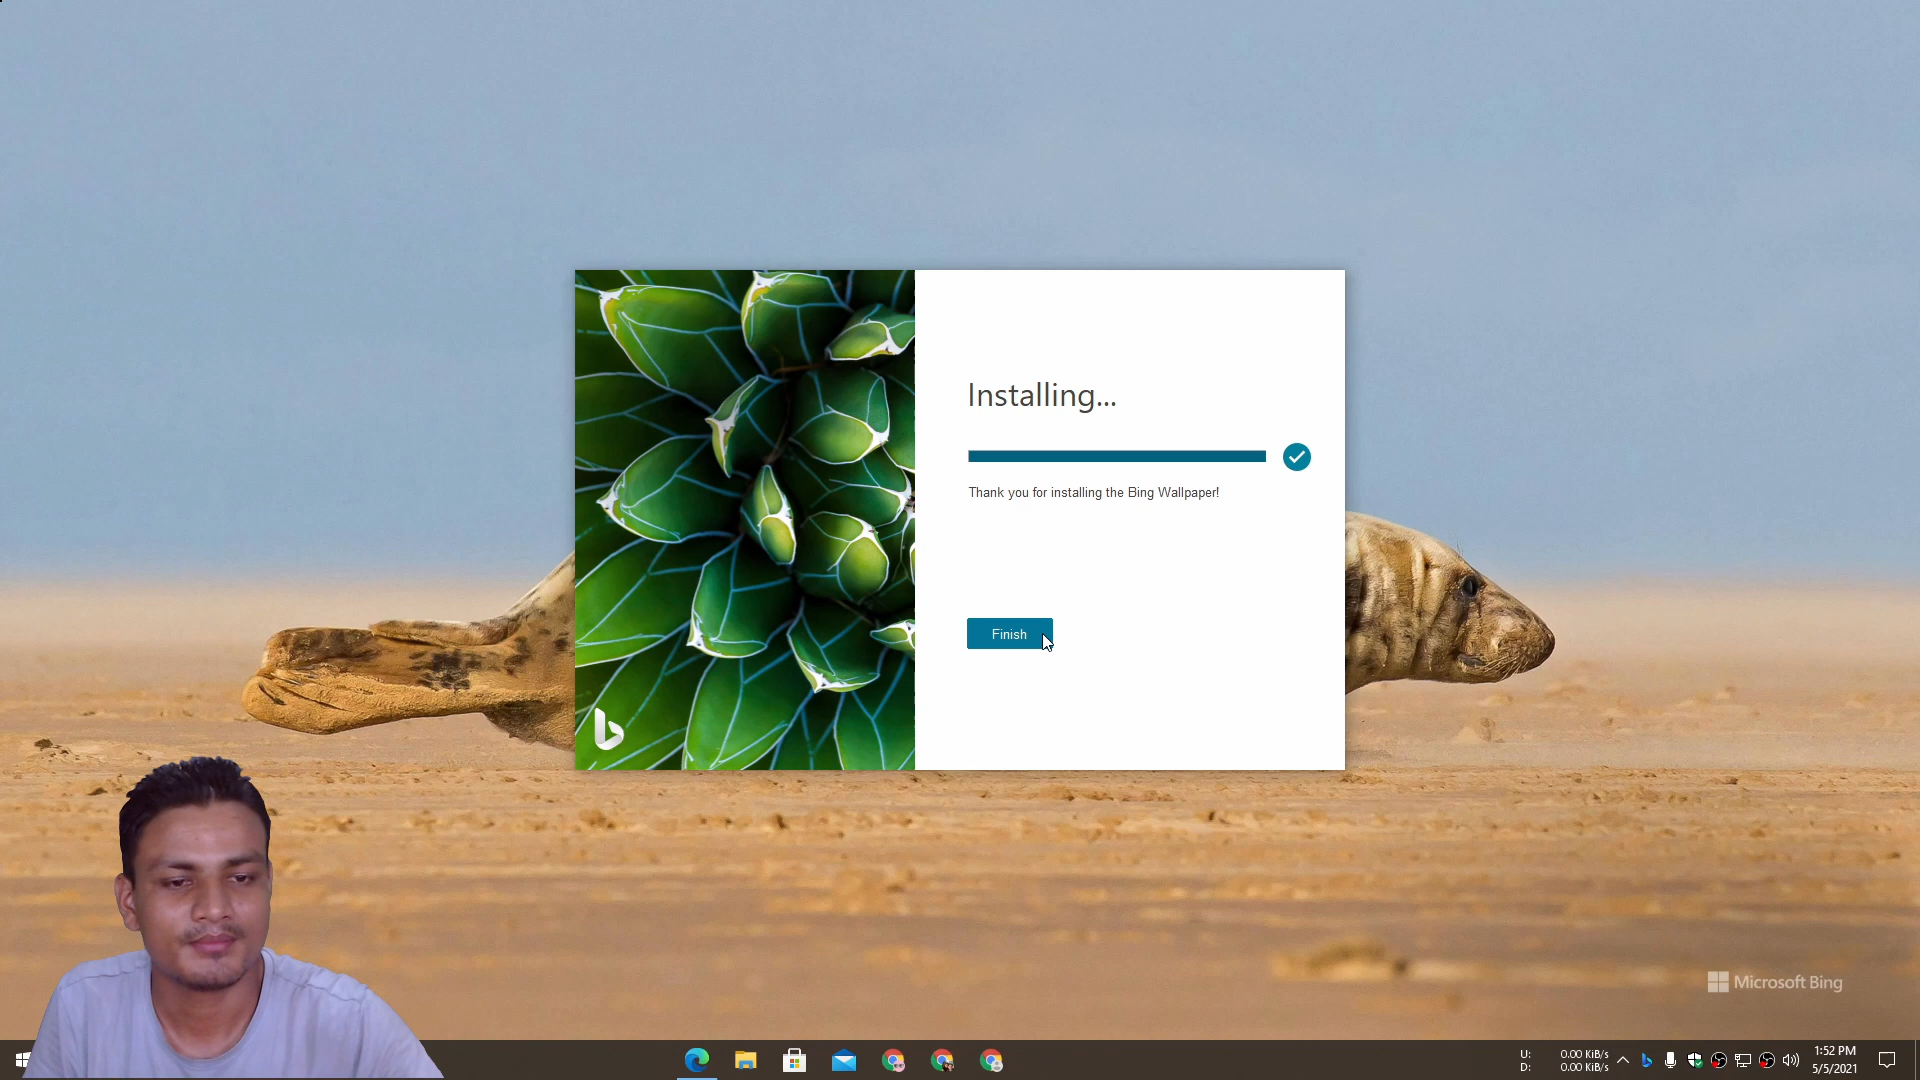 Installing...
Thank you for installing the Bing Wallpaper!
Finish
Microsoft Bing
U: 0.00 KiB/s
D: 0.00 KiB/s
1:52 PM
5/5/2021